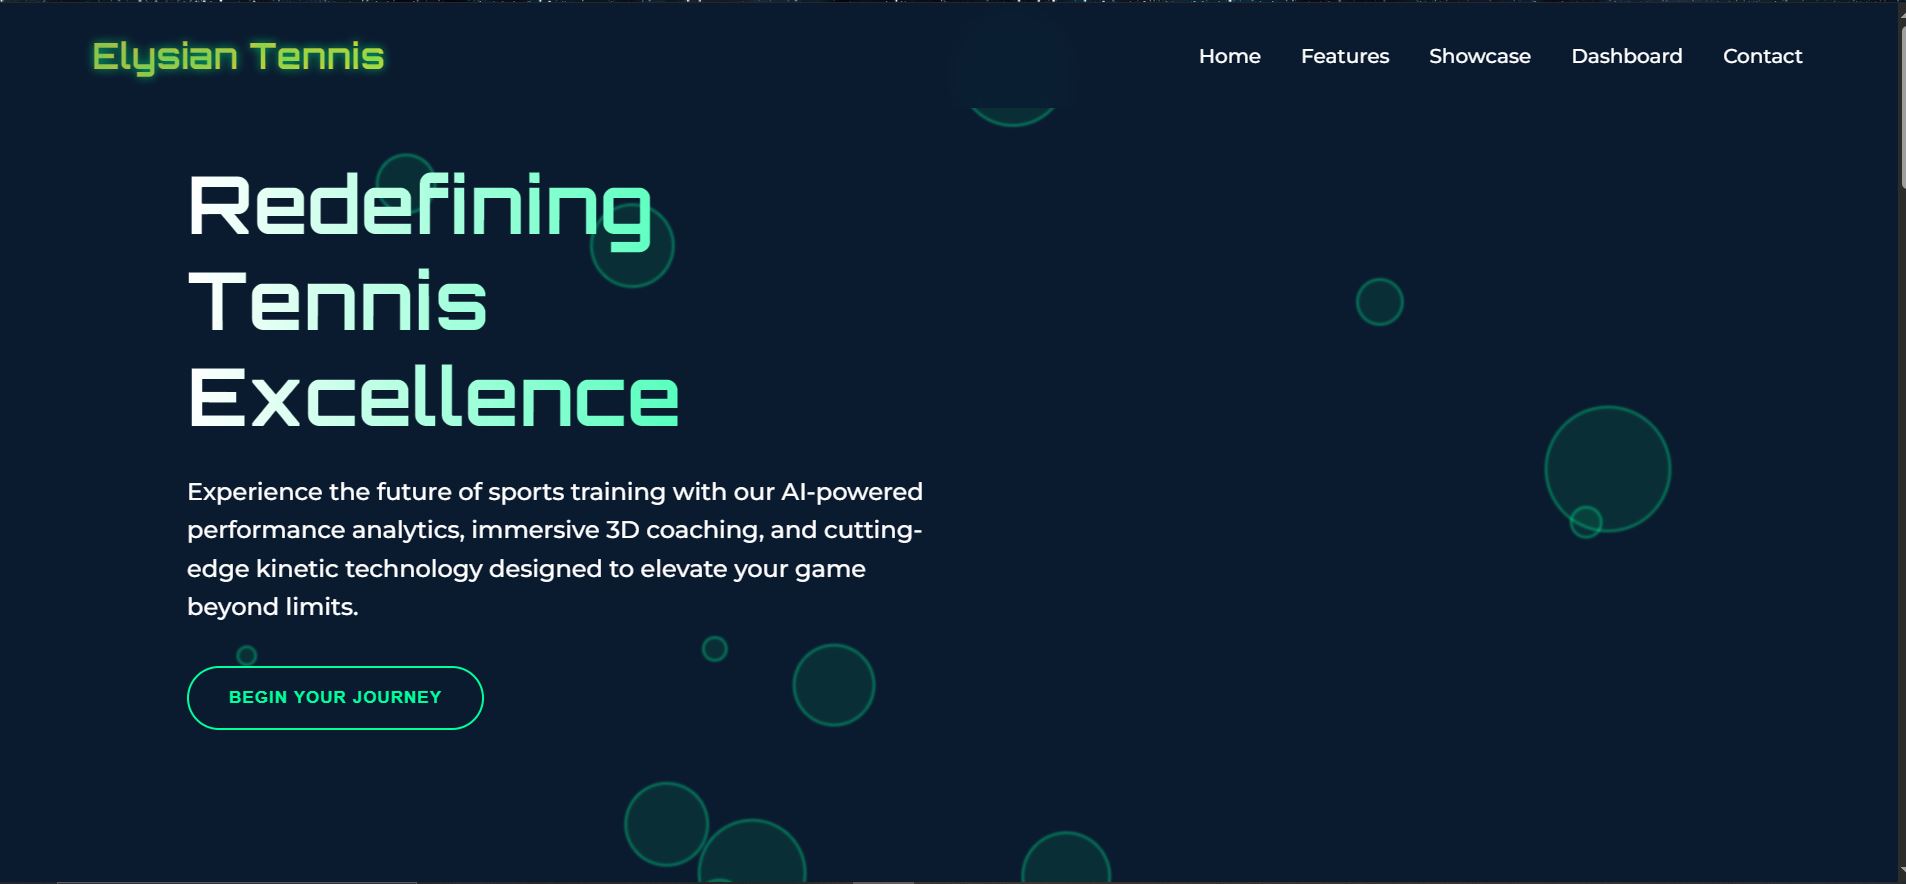 Elysian Tennis
Home Features Showcase Dashboard Contact
Redefining
Tennis
Excellence
Experience the future of sports training with our AI-powered
performance analytics, immersive 3D coaching, and cutting-
edge kinetic technology designed to elevate your game
beyond limits.
BEGIN YOUR JOURNEY